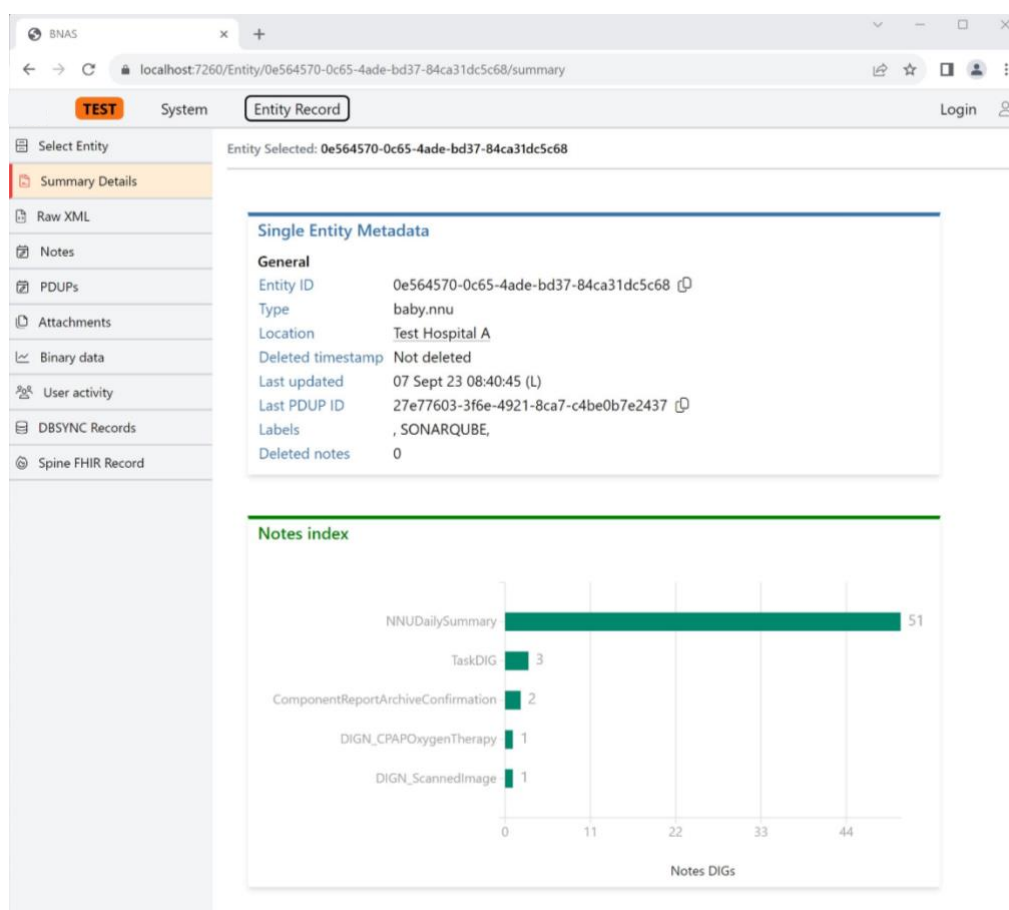 BNAS
localhost:7260/Entity/0e564570-0c65-4ade-bd37-84ca31dc5c68/summary
TEST System Entity Record Login
Select Entity
Summary Details
Raw XML
Notes
PDUPs
Attachments
Binary data
User activity
DBSYNC Records
Spine FHIR Record
Entity Selected: 0e564570-0c65-4ade-bd37-84ca31dc5c68
Single Entity Metadata
General
Entity ID 0e564570-0c65-4ade-bd37-84ca31dc5c68
Type baby.nnu
Location Test Hospital A
Deleted timestamp Not deleted
Last updated 07 Sept 23 08:40:45 (L)
Last PDUP ID 27e77603-3f6e-4921-8ca7-c4be0b7e2437
Labels , SONARQUBE,
Deleted notes 0
Notes index
NNUDailySummary 51
TaskDIG 3
ComponentReportArchiveConfirmation 2
DIGN_CPAPOxygenTherapy 1
DIGN_ScannedImage 1
0 11 22 33 44
Notes DIGs